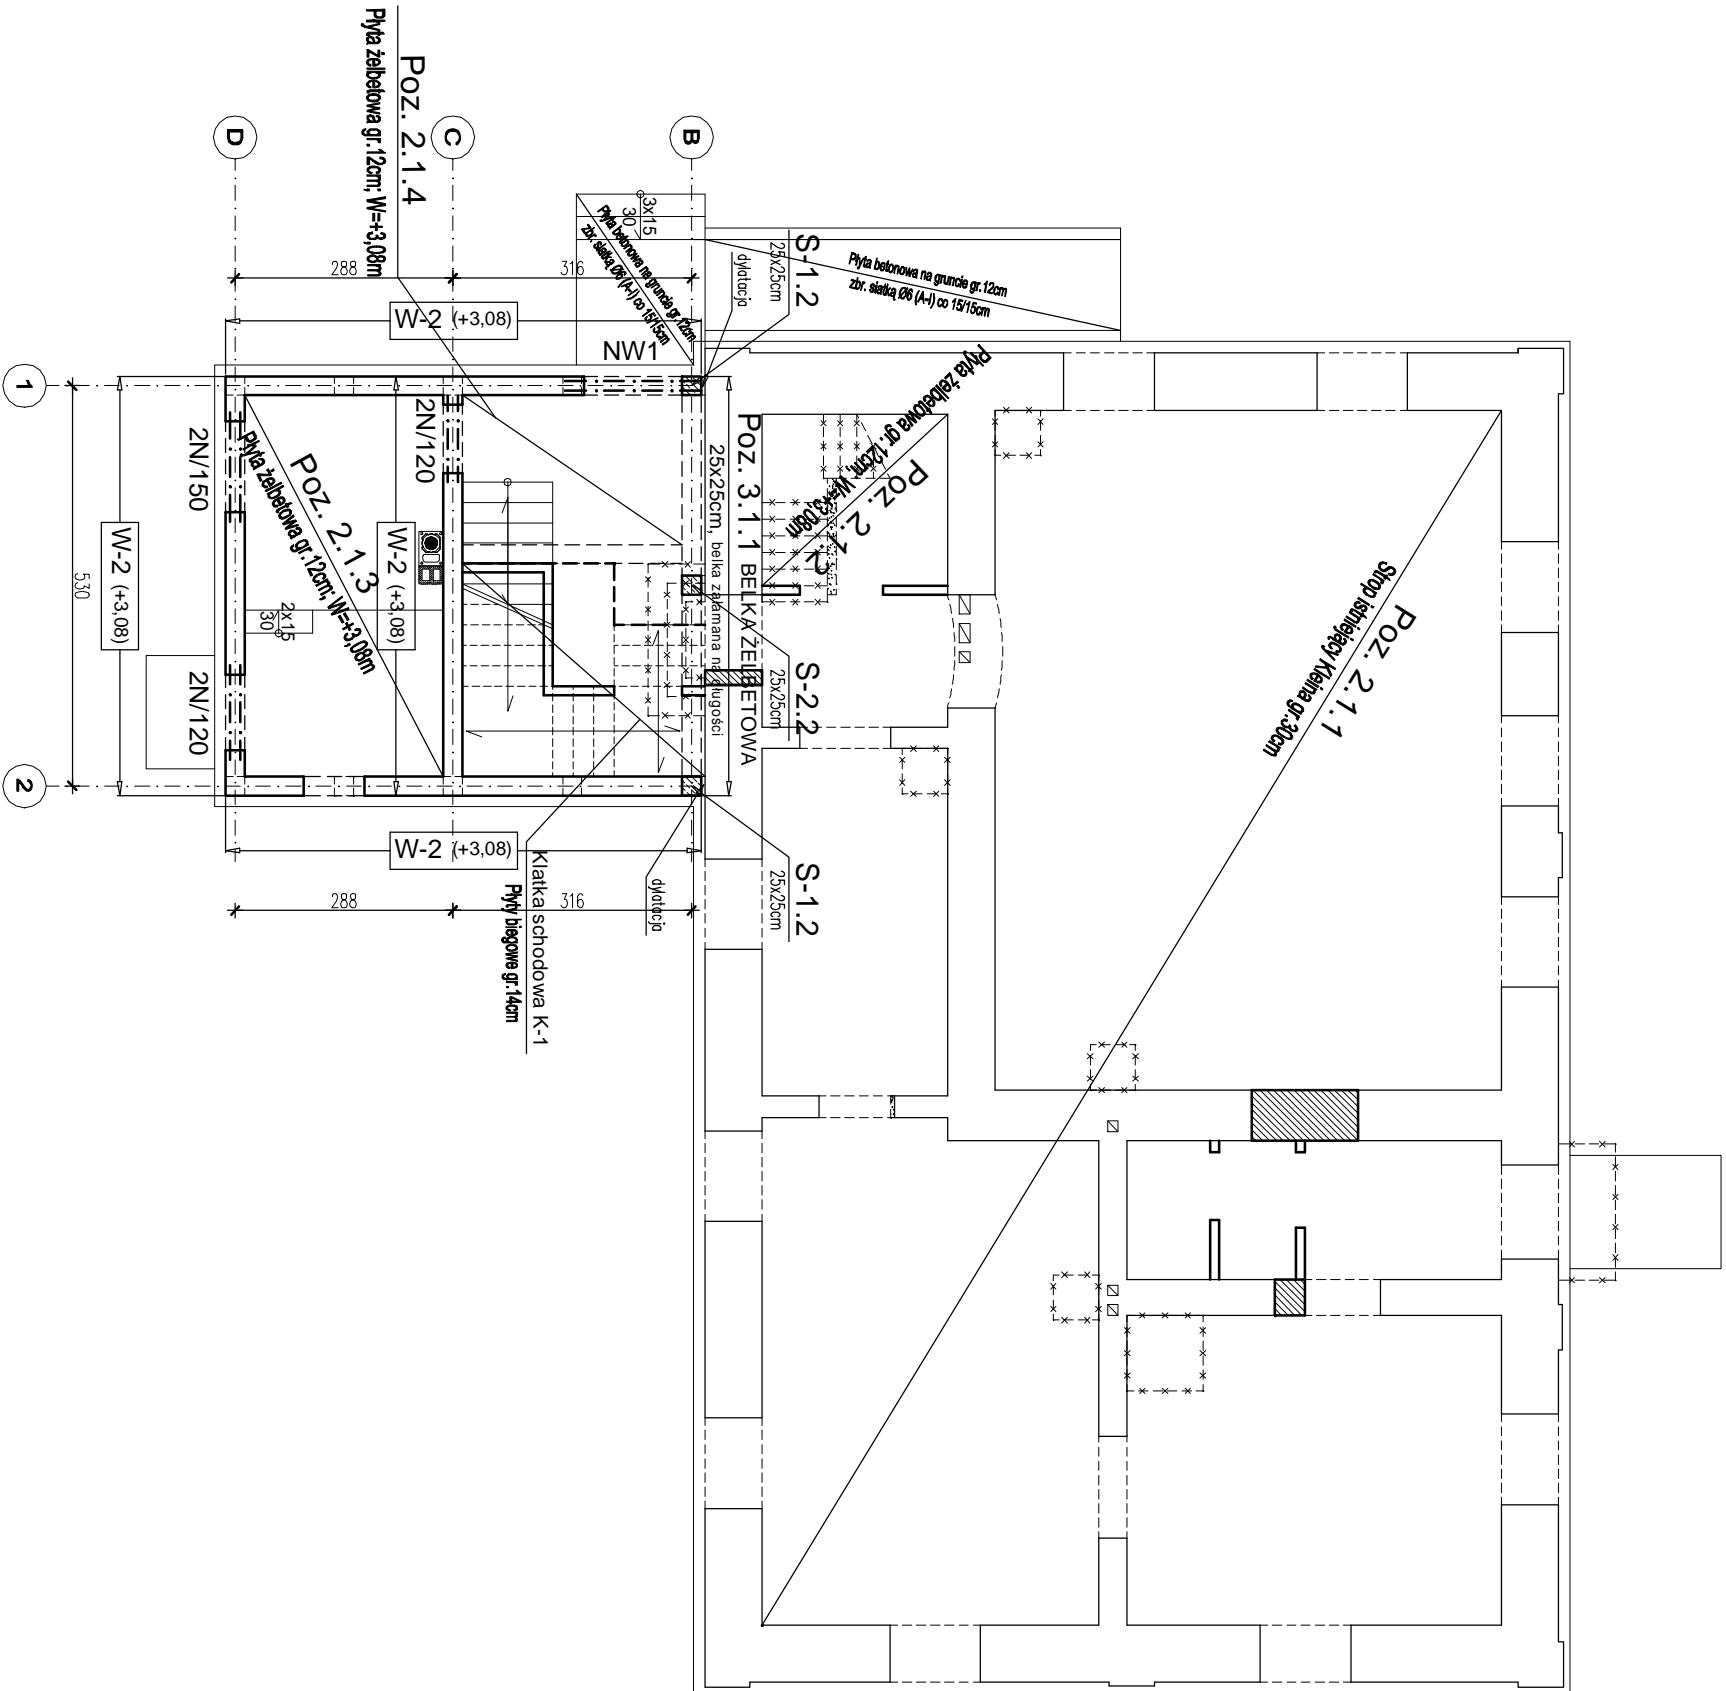 Poz. 2.1.4
Płyta żelbetowa gr.12cm; W=+3,08m
D
C
B
1
2
288
316
288
316
530
3x15
30
Płyta betonowa na gruncie gr.12cm
zbr. siatką Ø6 (A-I) co 15/15cm
NW1
S-1.2
25x25cm
dylatacja
Płyta betonowa na gruncie gr.12cm
zbr. siatką Ø6 (A-I) co 15/15cm
W-2 (+3,08)
W-2 (+3,08)
W-2 (+3,08)
W-2 (+3,08)
2N/150
2N/120
2N/120
Poz. 2.1.3
Płyta żelbetowa gr.12cm; W=+3,08m
2x15
30
Poz. 3.1.1 BELKA ŻELBETOWA
25x25cm, belka załamana na długości
Poz. 2.1.2
Płyta żelbetowa gr.12cm; W=+3,08m
S-2.2
25x25cm
S-1.2
25x25cm
dylatacja
Klatka schodowa K-1
Płyty biegowe gr.14cm
Poz. 2.1.1
Strop istniejący Kleina gr.30cm